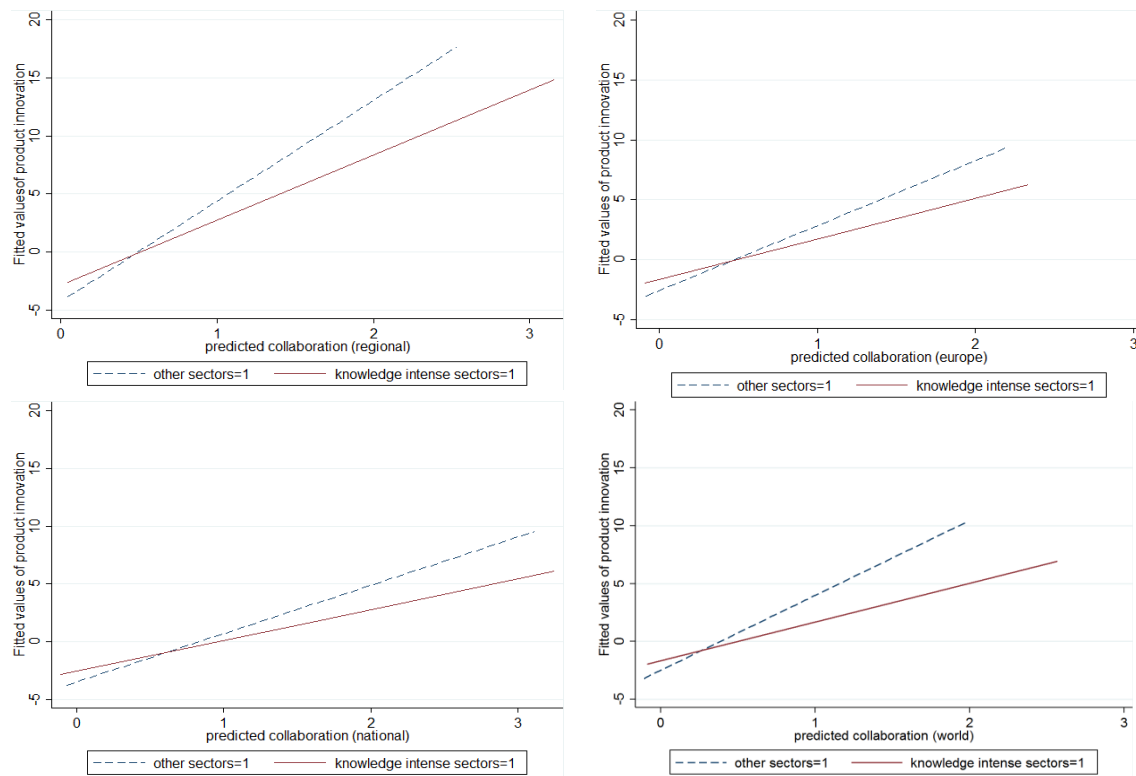 20
15
10
5
0
-5
Fitted valuesof product innovation
0 1 2 3
predicted collaboration (regional)
other sectors=1 knowledge intense sectors=1
20
15
10
5
0
-5
Fitted values of product innovation
0 1 2 3
predicted collaboration (europe)
other sectors=1 knowledge intense sectors=1
20
15
10
5
0
-5
Fitted values of product innovation
0 1 2 3
predicted collaboration (national)
other sectors=1 knowledge intense sectors=1
20
15
10
5
0
-5
Fitted values of product innovation
0 1 2 3
predicted collaboration (world)
other sectors=1 knowledge intense sectors=1